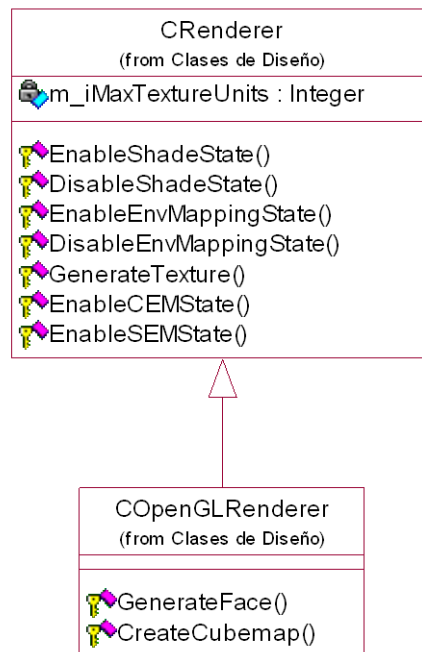 CRenderer
(from Clases de Diseño)
m_iMaxTextureUnits : Integer
EnableShadeState()
DisableShadeState()
EnableEnvMappingState()
DisableEnvMappingState()
GenerateTexture()
EnableCEMState()
EnableSEMState()
COpenGLRenderer
(from Clases de Diseño)
GenerateFace()
CreateCubemap()